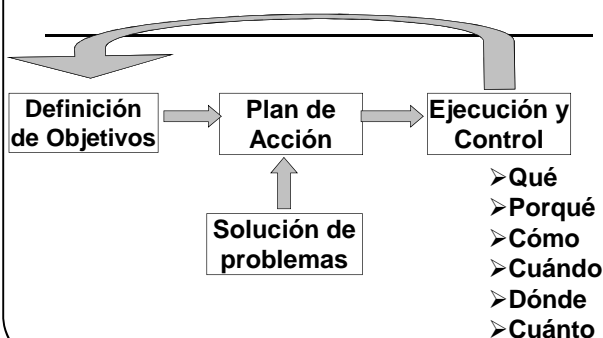 Definición
de Objetivos
Plan de
Acción
Ejecución y
Control
Solución de
problemas
➢Qué
➢Porqué
➢Cómo
➢Cuándo
➢Dónde
➢Cuánto